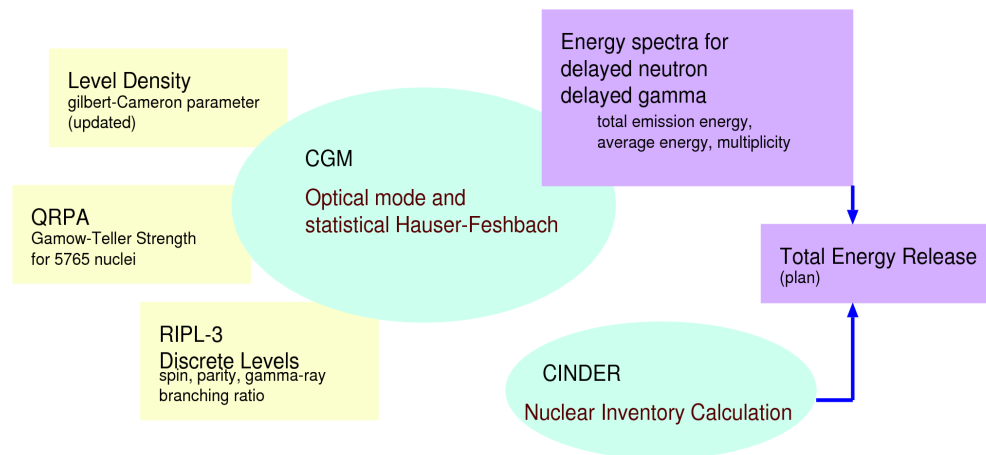 Level Density
gilbert-Cameron parameter
(updated)
QRPA
Gamow-Teller Strength
for 5765 nuclei
RIPL-3
Discrete Levels
spin, parity, gamma-ray
branching ratio
CGM
Optical mode and
statistical Hauser-Feshbach
Energy spectra for
delayed neutron
delayed gamma
total emission energy,
average energy, multiplicity
Total Energy Release
(plan)
CINDER
Nuclear Inventory Calculation